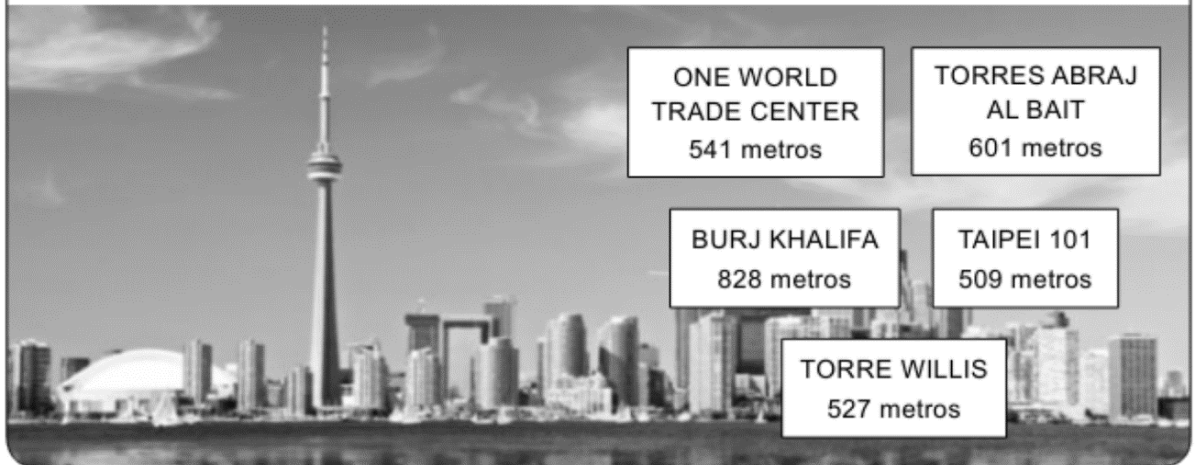 ONE WORLD
TRADE CENTER
541 metros
TORRES ABRAJ
AL BAIT
601 metros
BURJ KHALIFA
828 metros
TAIPEI 101
509 metros
TORRE WILLIS
527 metros